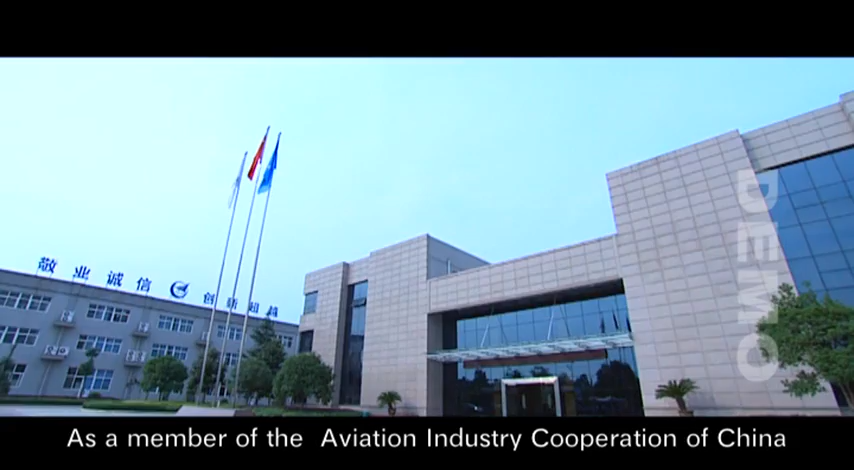 敬业诚信 创新超越
DEMO
As a member of the Aviation Industry Cooperation of China